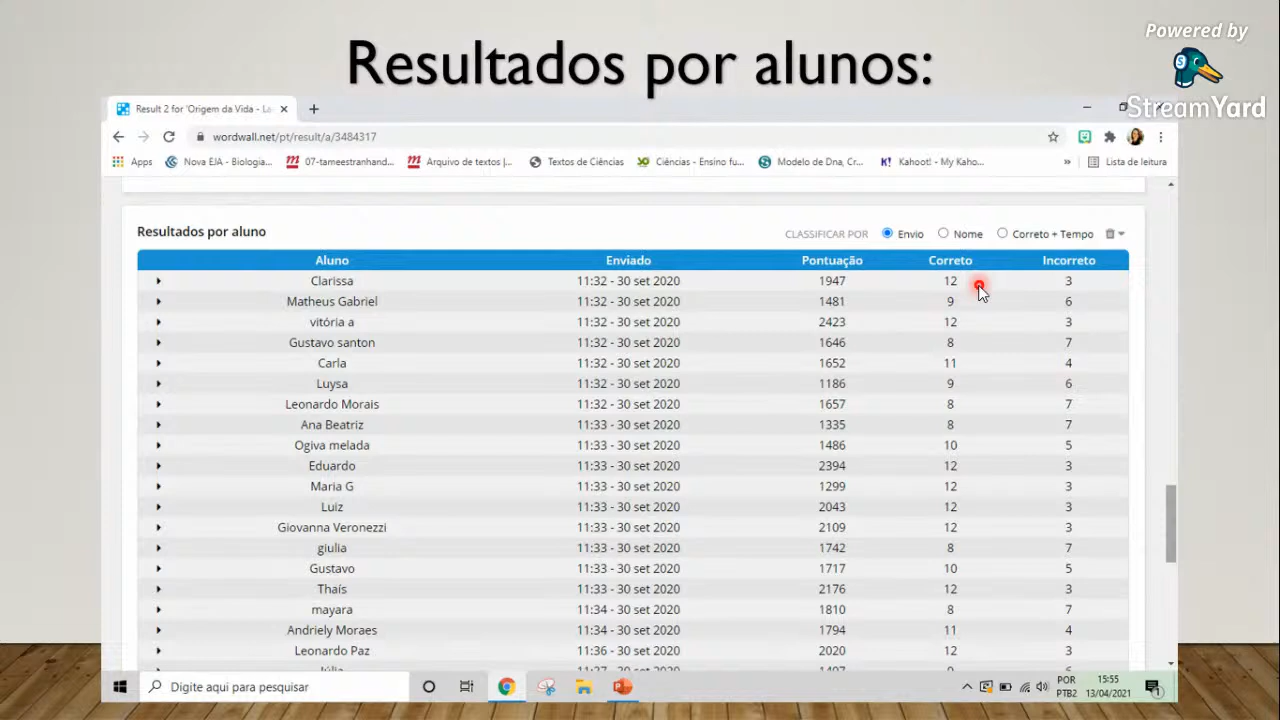 Powered by
StreamYard
Resultados por alunos:
Result 2 for 'Origem da Vida - La
wordwall.net/pt/result/a/3484317
Apps Nova EJA - Biologia... 07-tameestranhand... Arquivo de textos |... Textos de Ciências Ciências - Ensino fu... Modelo de Dna, Cr... Kahoot! - My Kaho... » Lista de leitura
Resultados por aluno CLASSIFICAR POR Envio Nome Correto + Tempo
Aluno Enviado Pontuação Correto Incorreto
Clarissa 11:32 - 30 set 2020 1947 12 3
Matheus Gabriel 11:32 - 30 set 2020 1481 9 6
vitória a 11:32 - 30 set 2020 2423 12 3
Gustavo santon 11:32 - 30 set 2020 1646 8 7
Carla 11:32 - 30 set 2020 1652 11 4
Luysa 11:32 - 30 set 2020 1186 9 6
Leonardo Morais 11:32 - 30 set 2020 1657 8 7
Ana Beatriz 11:33 - 30 set 2020 1335 8 7
Ogiva melada 11:33 - 30 set 2020 1486 10 5
Eduardo 11:33 - 30 set 2020 2394 12 3
Maria G 11:33 - 30 set 2020 1299 12 3
Luiz 11:33 - 30 set 2020 2043 12 3
Giovanna Veronezzi 11:33 - 30 set 2020 2109 12 3
giulia 11:33 - 30 set 2020 1742 8 7
Gustavo 11:33 - 30 set 2020 1717 10 5
Thaís 11:33 - 30 set 2020 2176 12 3
mayara 11:34 - 30 set 2020 1810 8 7
Andriely Moraes 11:34 - 30 set 2020 1794 11 4
Leonardo Paz 11:36 - 30 set 2020 2020 12 3
Digite aqui para pesquisar
POR 15:55
PTB2 13/04/2021